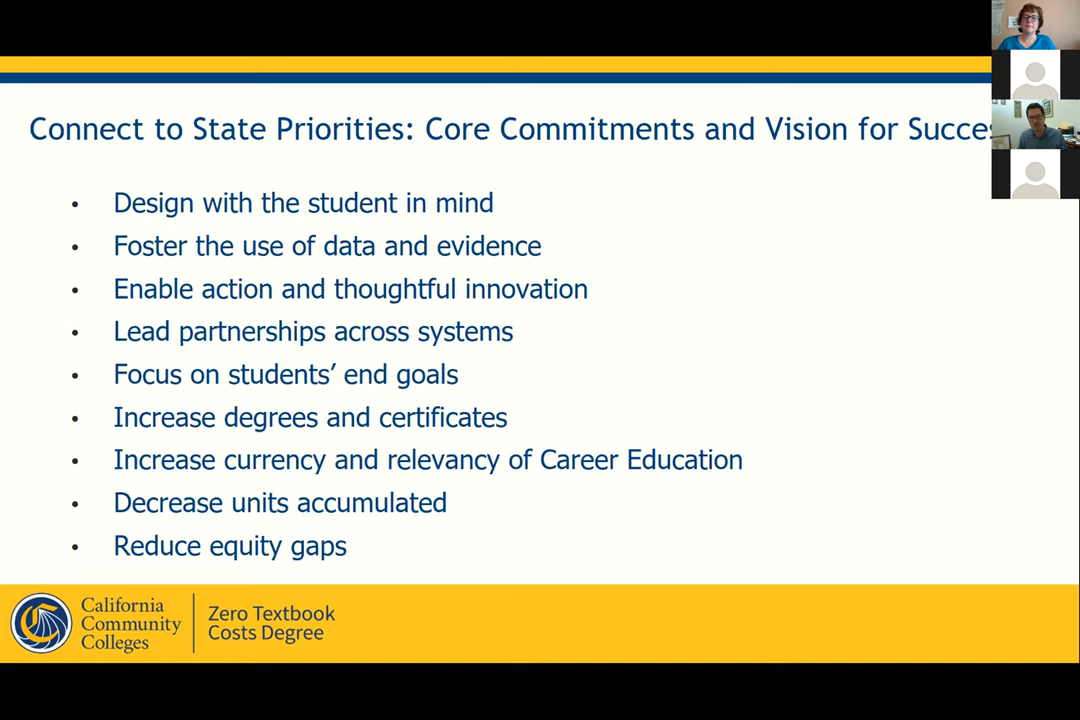 Connect to State Priorities: Core Commitments and Vision for Succes
• Design with the student in mind
• Foster the use of data and evidence
• Enable action and thoughtful innovation
• Lead partnerships across systems
• Focus on students’ end goals
• Increase degrees and certificates
• Increase currency and relevancy of Career Education
• Decrease units accumulated
• Reduce equity gaps
California
Community
Colleges
Zero Textbook
Costs Degree